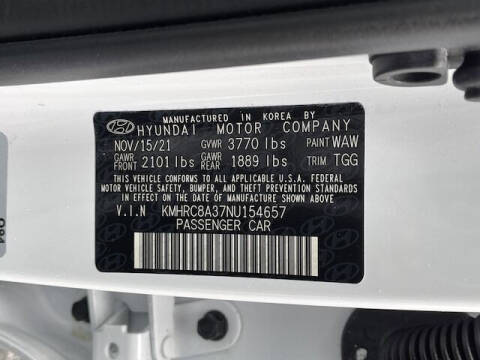 MANUFACTURED IN KOREA BY
HYUNDAI MOTOR COMPANY
NOV/15/21 GVWR 3770 lbs PAINT WAW
GAWR FRONT 2101 lbs GAWR REAR 1889 lbs TRIM TGG
THIS VEHICLE CONFORMS TO ALL APPLICABLE U.S.A. FEDERAL
MOTOR VEHICLE SAFETY, BUMPER, AND THEFT PREVENTION STANDARDS
IN EFFECT ON THE DATE OF MANUFACTURE SHOWN ABOVE.
V.I.N KMHRC8A37NU154657
PASSENGER CAR